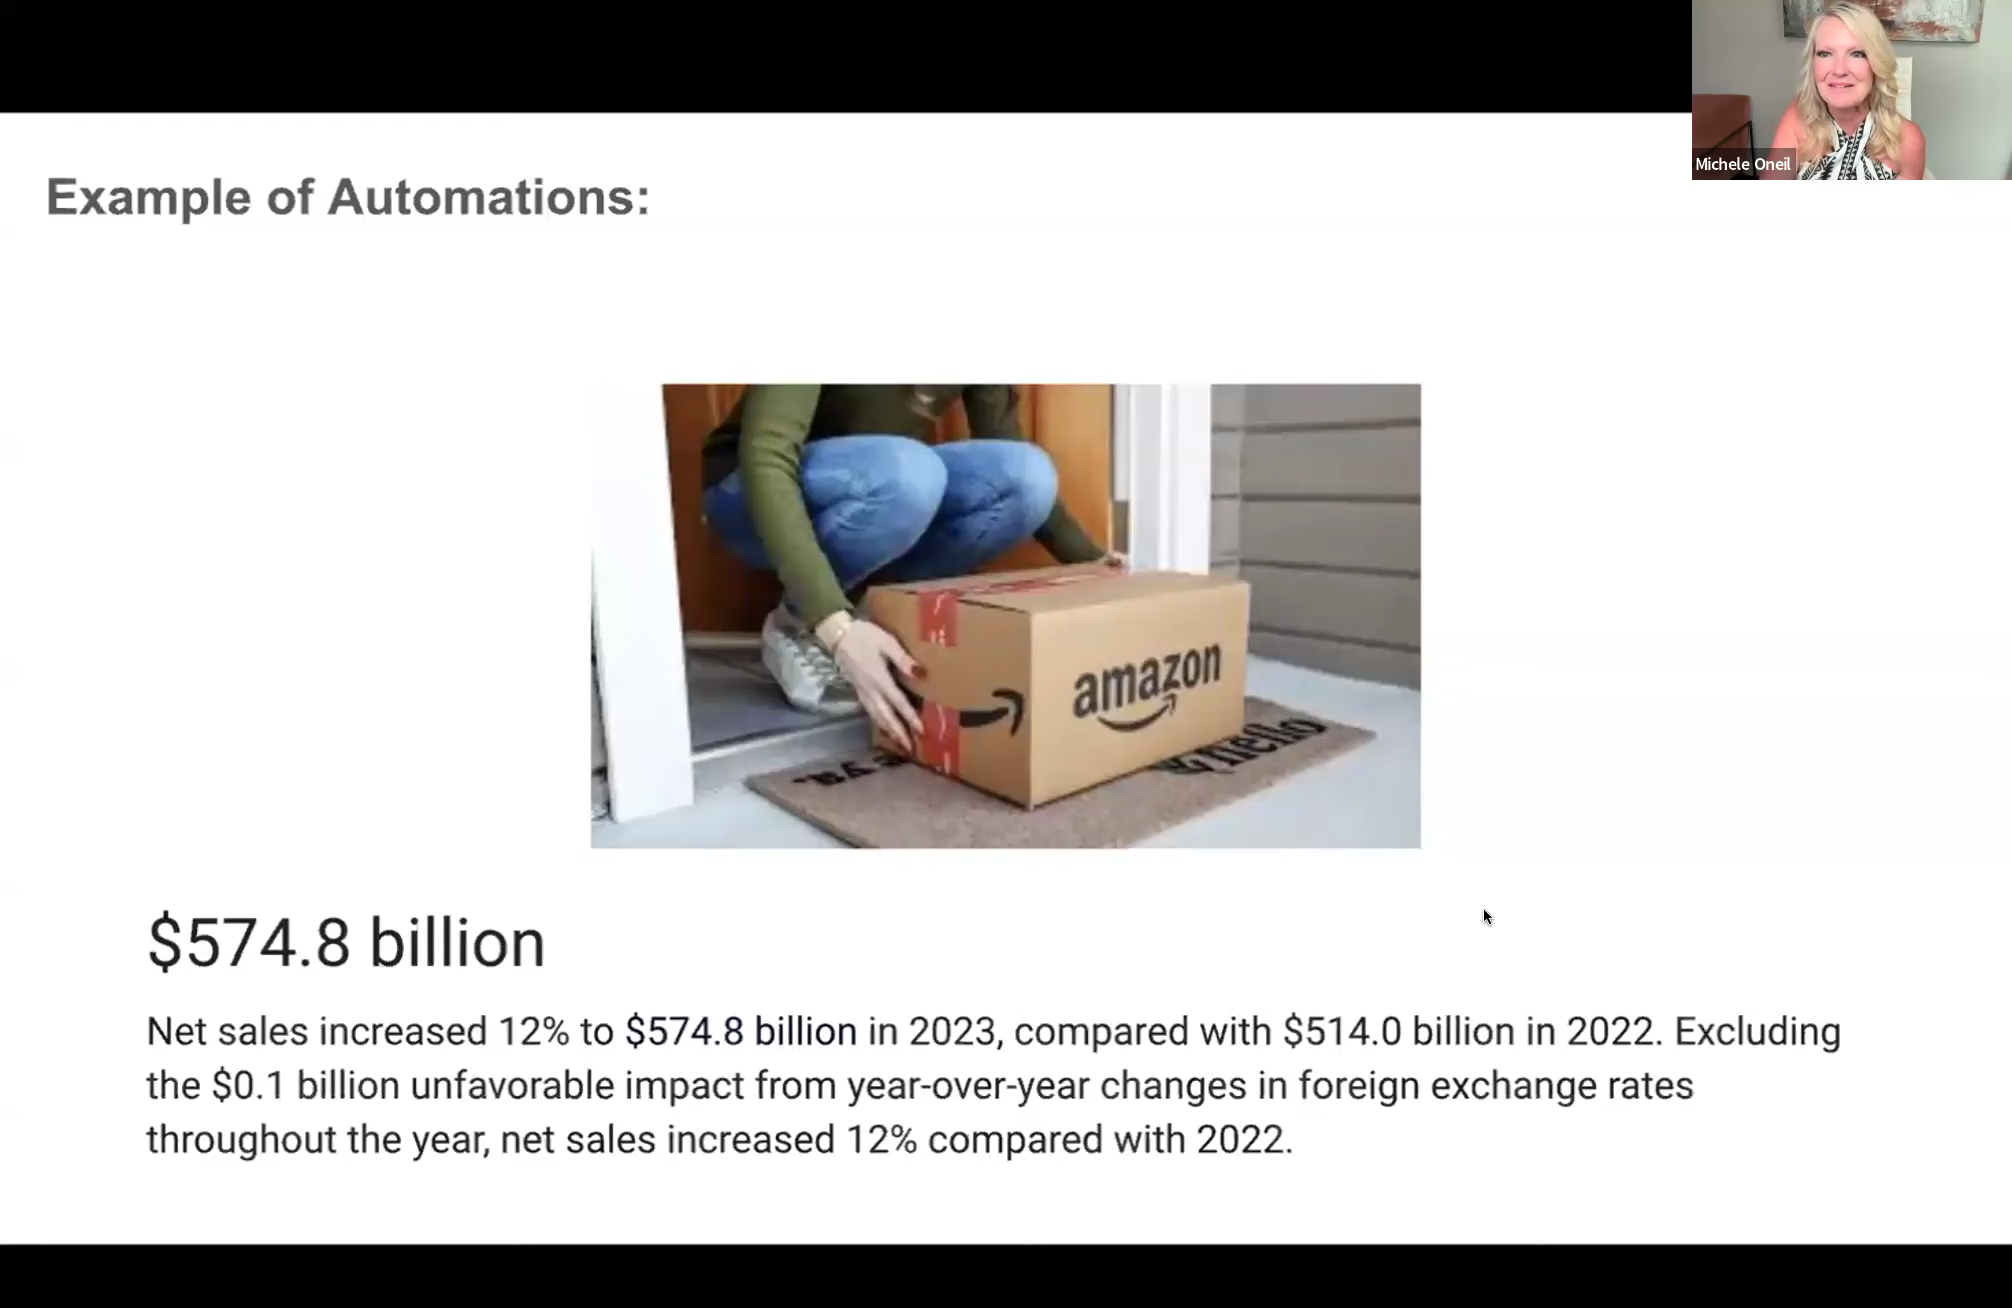 Michele Oneil
Example of Automations:
amazon
hello
$574.8 billion
Net sales increased 12% to $574.8 billion in 2023, compared with $514.0 billion in 2022. Excluding
the $0.1 billion unfavorable impact from year-over-year changes in foreign exchange rates
throughout the year, net sales increased 12% compared with 2022.